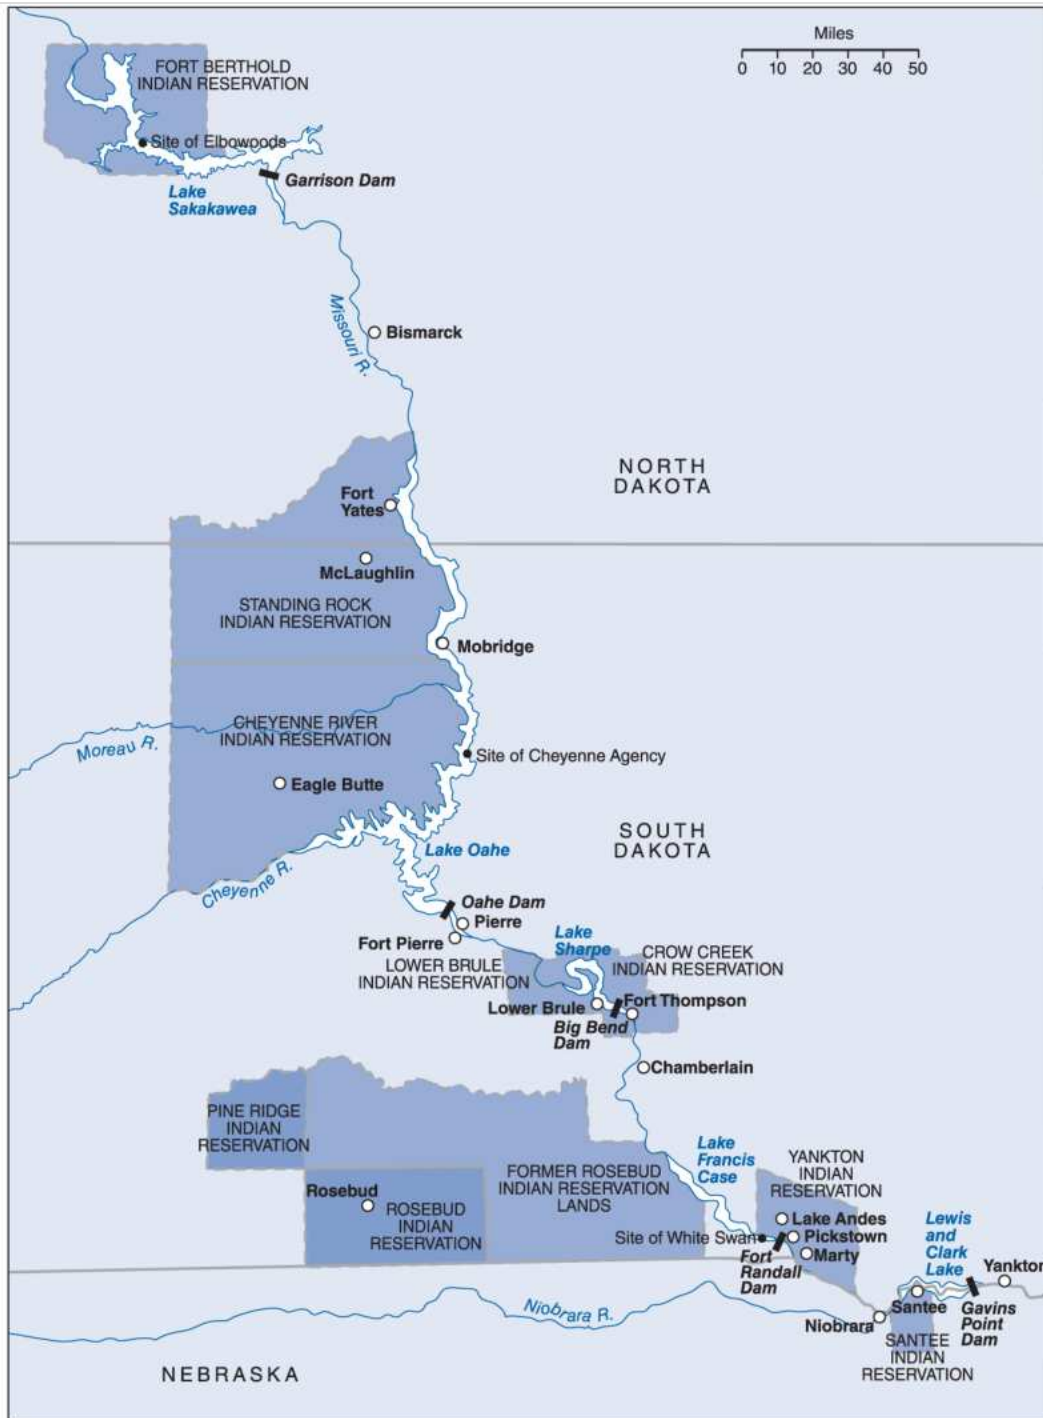 Miles
0 10 20 30 40 50
FORT BERTHOLD
INDIAN RESERVATION
Site of Elbowoods
Garrison Dam
Lake
Sakakawea
Missouri R.
Bismarck
NORTH
DAKOTA
Fort
Yates
McLaughlin
STANDING ROCK
INDIAN RESERVATION
Mobridge
CHEYENNE RIVER
INDIAN RESERVATION
Moreau R.
Site of Cheyenne Agency
Eagle Butte
SOUTH
DAKOTA
Lake Oahe
Cheyenne R.
Oahe Dam
Pierre
Fort Pierre
Lake
Sharpe
CROW CREEK
INDIAN RESERVATION
LOWER BRULE
INDIAN RESERVATION
Lower Brule
Fort Thompson
Big Bend
Dam
Chamberlain
PINE RIDGE
INDIAN
RESERVATION
Lake
Francis
Case
YANKTON
INDIAN
RESERVATION
FORMER ROSEBUD
INDIAN RESERVATION
LANDS
Rosebud
ROSEBUD
INDIAN
RESERVATION
Lake Andes
Pickstown
Marty
Site of White Swan
Fort
Randall
Dam
Lewis
and
Clark
Lake
Yankton
Santee
Gavins
Point
Dam
Niobrara R.
Niobrara
SANTEE
INDIAN
RESERVATION
NEBRASKA